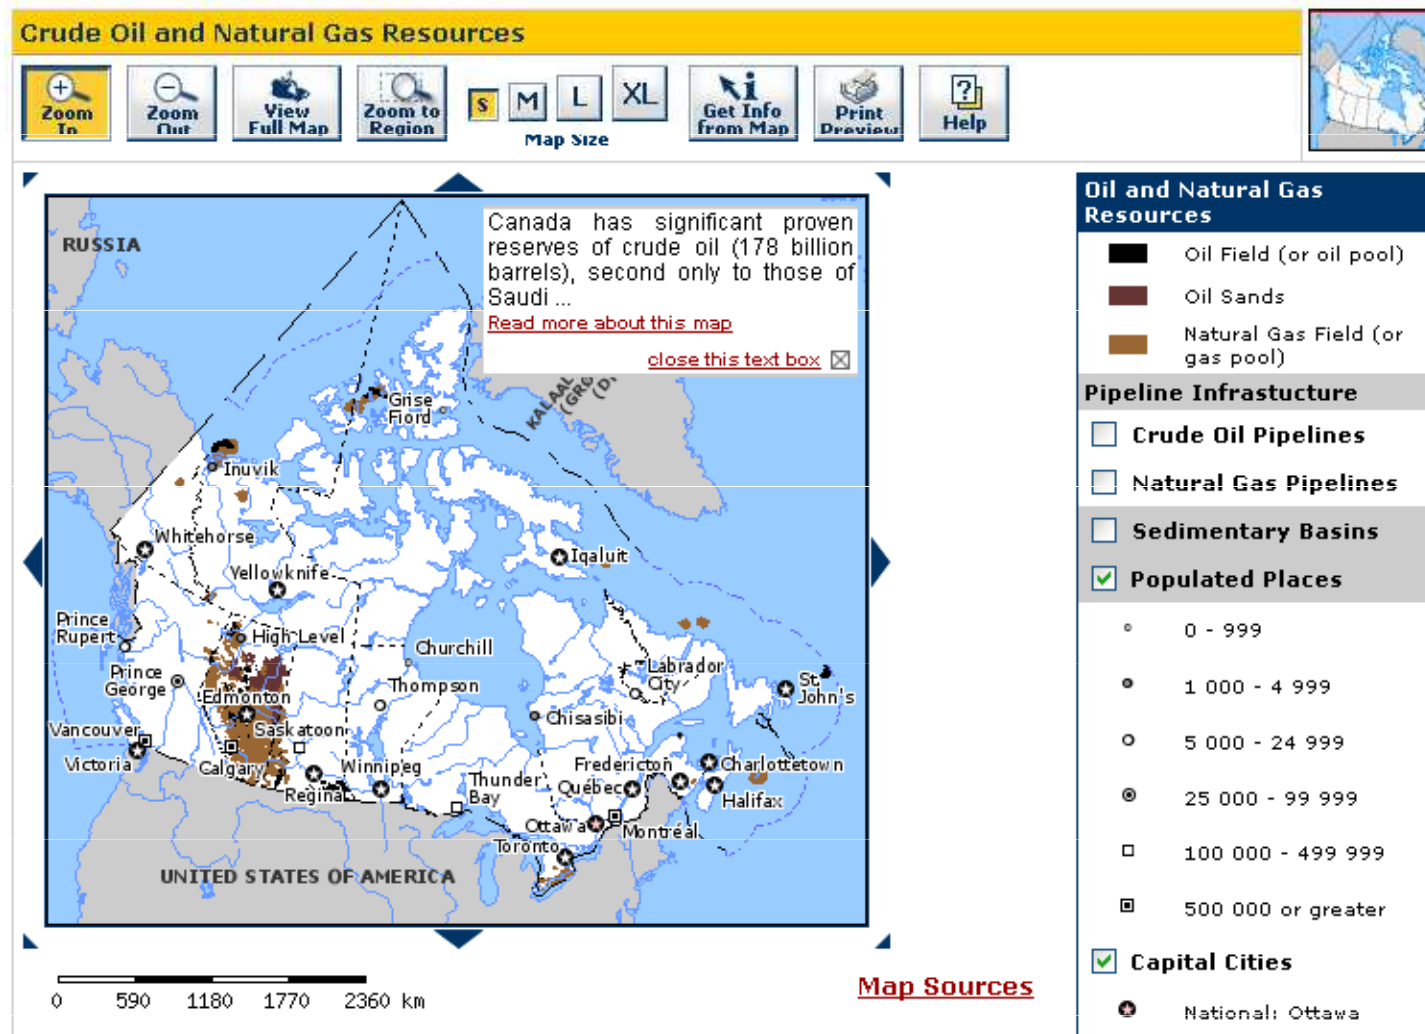 Crude Oil and Natural Gas Resources
Zoom In
Zoom Out
View Full Map
Zoom to Region
S
M
L
XL
Map Size
Get Info from Map
Print Preview
Help
Canada has significant proven
reserves of crude oil (178 billion
barrels), second only to those of
Saudi ...
Read more about this map
close this text box
RUSSIA
KALAAL
(GR
(D
Grise
Fiord
Inuvik
Whitehorse
Yellowknife
Iqaluit
Prince
Rupert
High Level
Churchill
Prince
George
Thompson
Labrador
City
St.
John's
Edmonton
Chisasibi
Vancouver
Saskatoon
Victoria
Calgary
Winnipeg
Fredericton
Charlottetown
Regina
Thunder
Bay
Québec
Halifax
Ottawa
Montréal
Toronto
UNITED STATES OF AMERICA
0 590 1180 1770 2360 km
Map Sources
Oil and Natural Gas
Resources
Oil Field (or oil pool)
Oil Sands
Natural Gas Field (or
gas pool)
Pipeline Infrastucture
Crude Oil Pipelines
Natural Gas Pipelines
Sedimentary Basins
Populated Places
0 - 999
1 000 - 4 999
5 000 - 24 999
25 000 - 99 999
100 000 - 499 999
500 000 or greater
Capital Cities
National: Ottawa